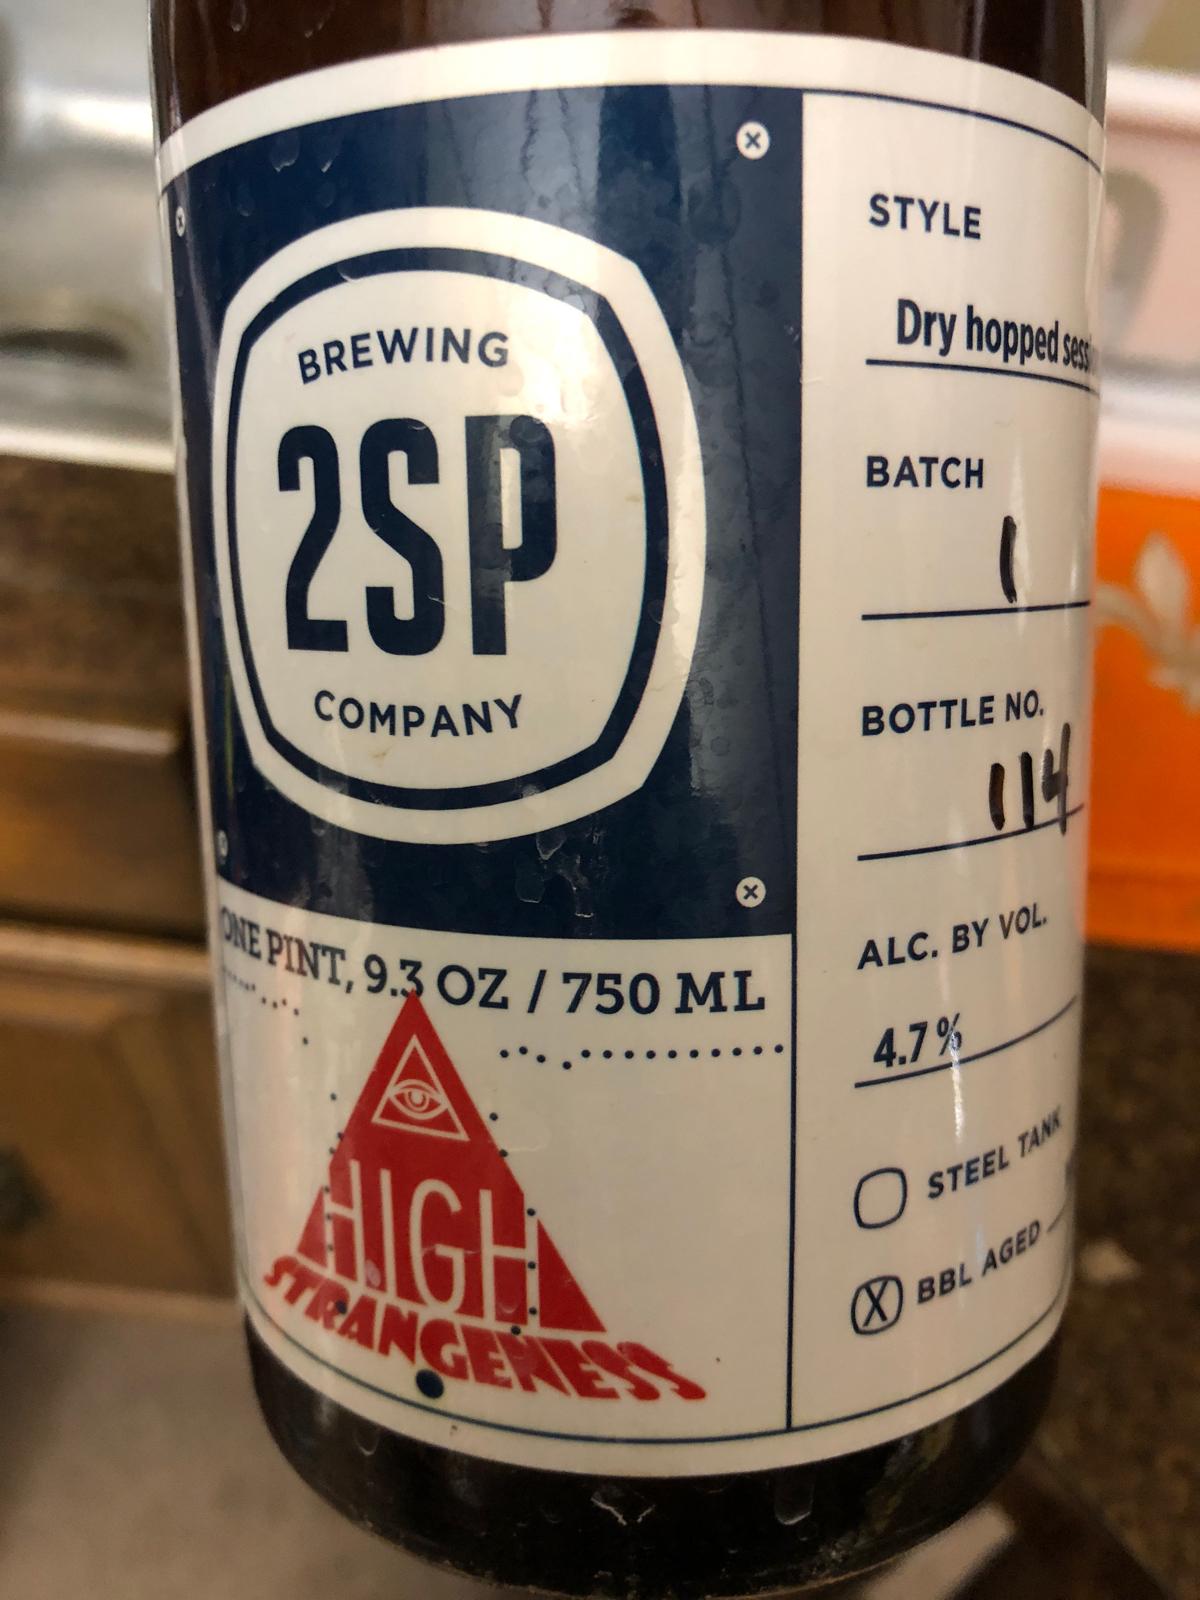 BREWING
2SP
COMPANY
ONE PINT, 9.3 OZ / 750 ML
HIGH
STRANGENESS
STYLE
Dry hopped
BATCH
1
BOTTLE NO.
114
ALC. BY VOL.
4.7%
STEEL TANK
X BBL AGED